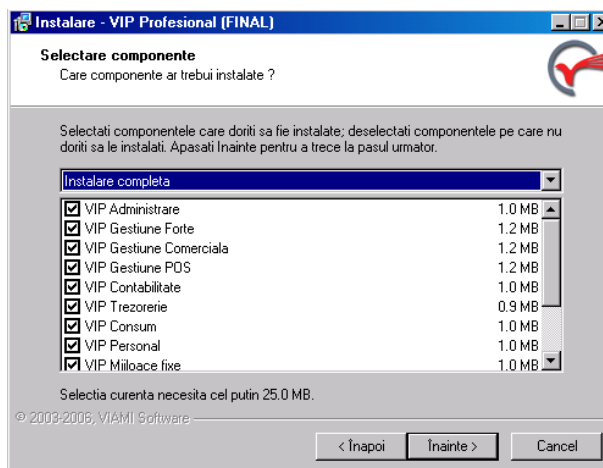 Instalare - VIP Profesional (FINAL)
Selectare componente
Care componente ar trebui instalate ?
Selectati componentele care doriti sa fie instalate; deselectati componentele pe care nu
doriti sa le instalati. Apasati Inainte pentru a trece la pasul urmator.
Instalare completa
VIP Administrare 1.0 MB
VIP Gestiune Forte 1.2 MB
VIP Gestiune Comerciala 1.2 MB
VIP Gestiune POS 1.2 MB
VIP Contabilitate 1.0 MB
VIP Trezorerie 0.9 MB
VIP Consum 1.0 MB
VIP Personal 1.0 MB
VIP Mijloace fixe 1.0 MB
Selectia curenta necesita cel putin 25.0 MB.
© 2003-2006, VIAMI Software
< Înapoi Înainte > Cancel